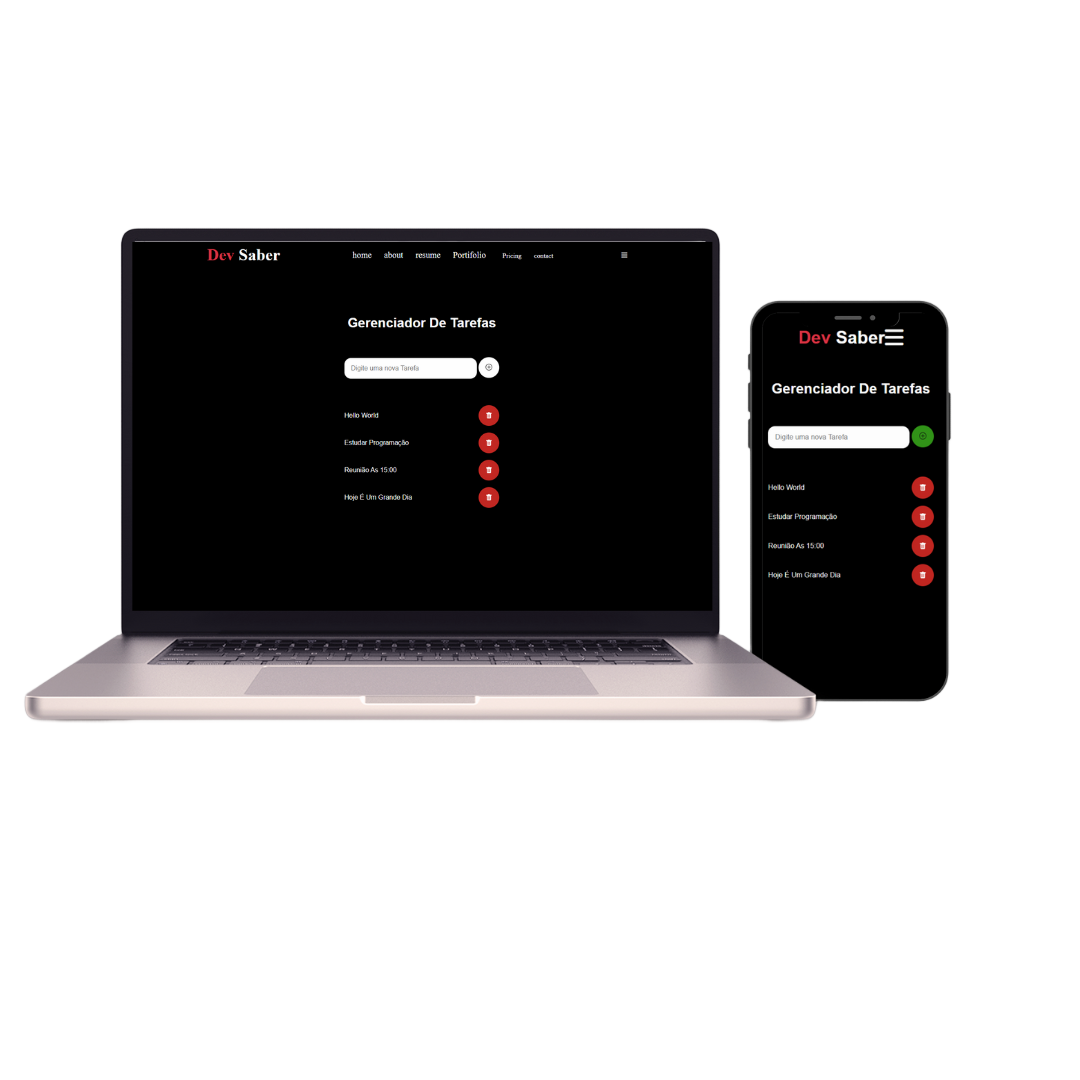 Dev Saber
home about resume Portifolio Pricing contact
Gerenciador De Tarefas
Digite uma nova Tarefa
Hello World
Estudar Programação
Reunião As 15:00
Hoje É Um Grande Dia
Dev Saber
Gerenciador De Tarefas
Digite uma nova Tarefa
Hello World
Estudar Programação
Reunião As 15:00
Hoje É Um Grande Dia